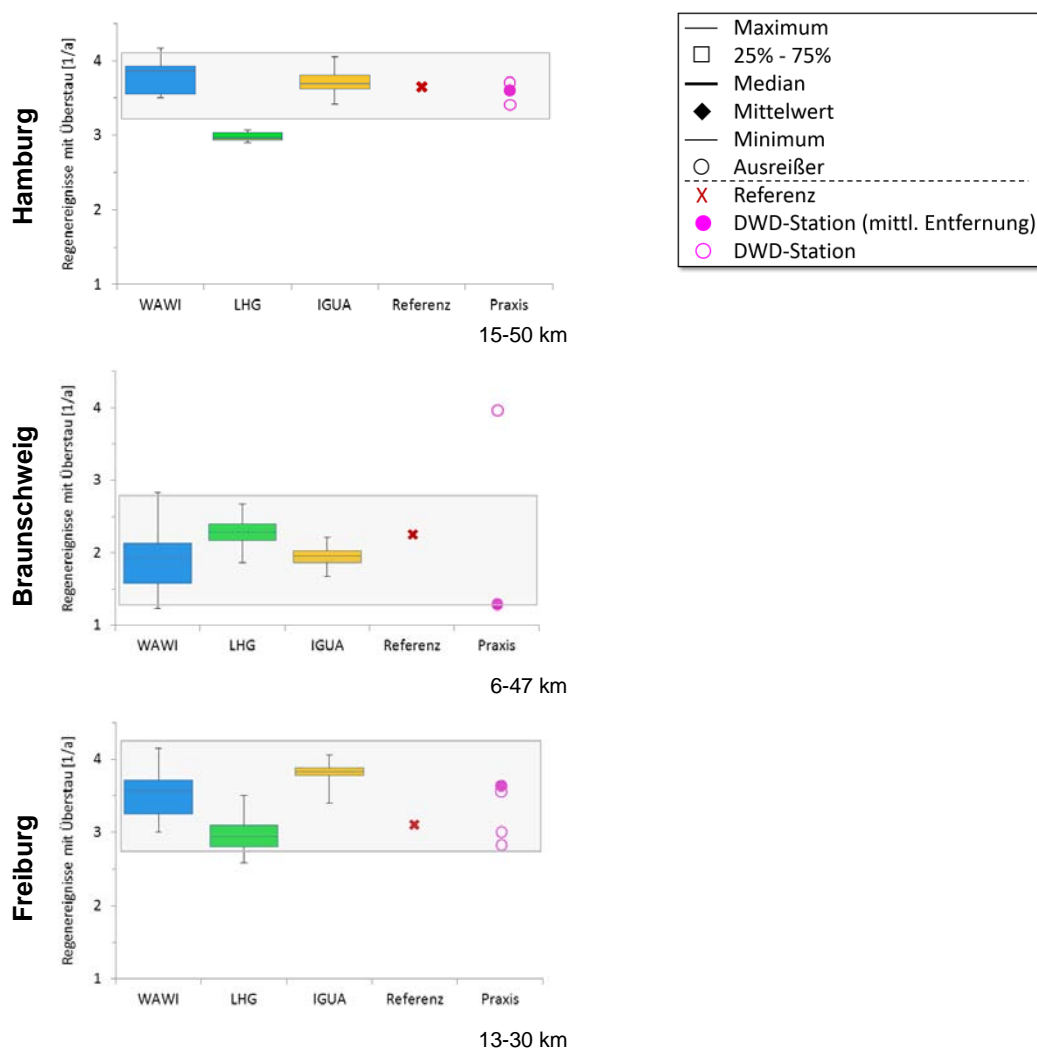 Hamburg
Regenereignisse mit Überstau [1/a]
4
3
2
1
WAWI LHG IGUA Referenz Praxis
15-50 km
Maximum
25% - 75%
Median
Mittelwert
Minimum
Ausreißer
Referenz
DWD-Station (mittl. Entfernung)
DWD-Station
Braunschweig
Regenereignisse mit Überstau [1/a]
4
3
2
1
WAWI LHG IGUA Referenz Praxis
6-47 km
Freiburg
Regenereignisse mit Überstau [1/a]
4
3
2
1
WAWI LHG IGUA Referenz Praxis
13-30 km